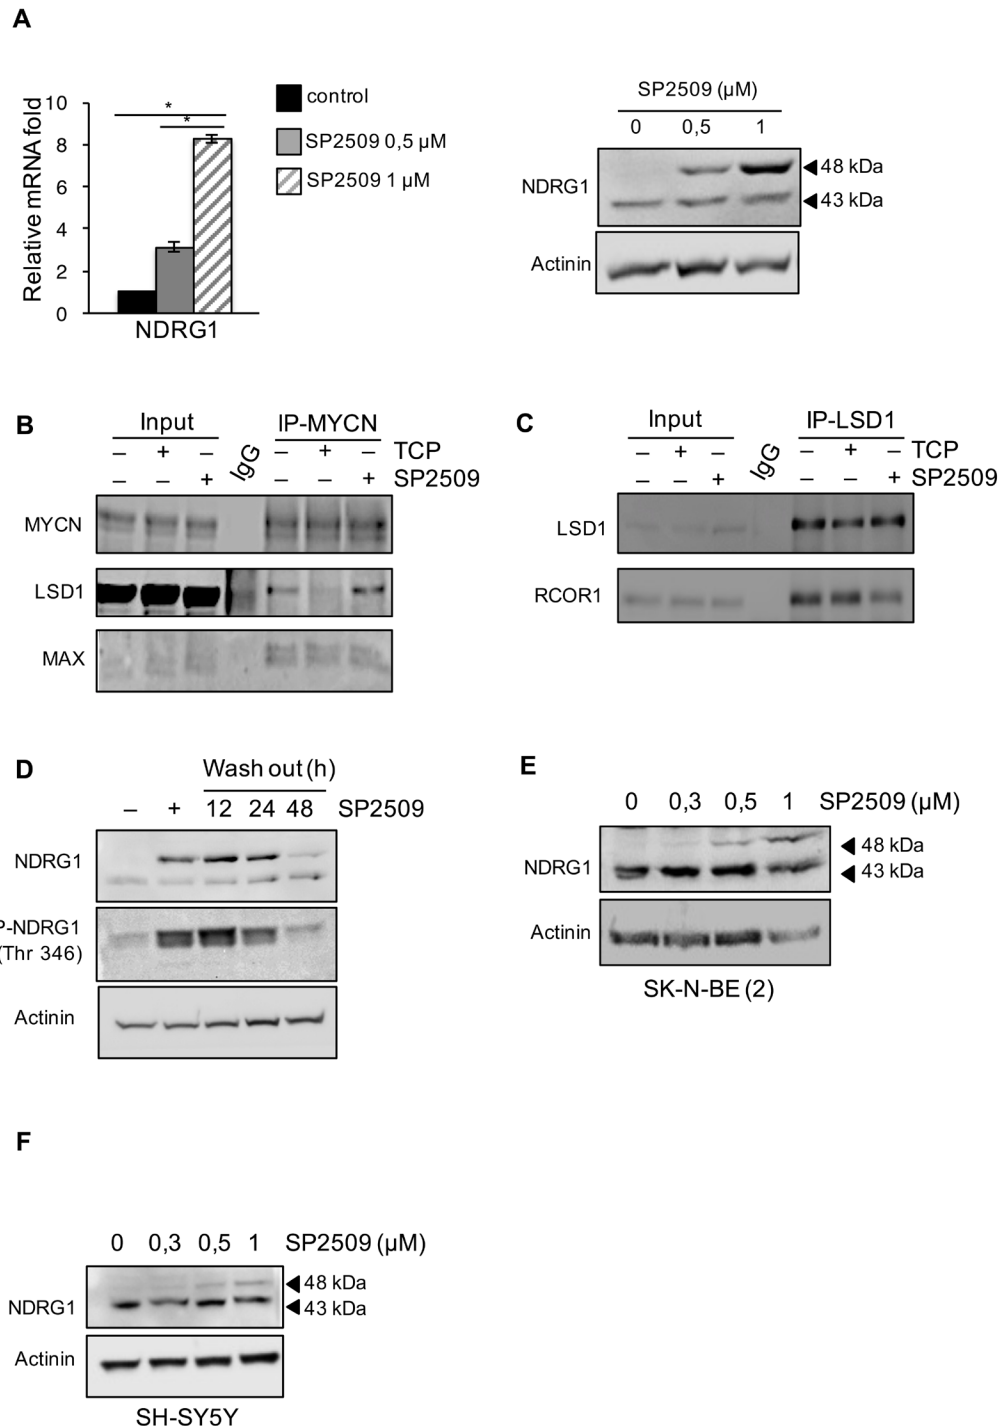 A
Relative mRNA fold
10
8
6
4
2
0
*
*
NDRG1
control
SP2509 0,5 µM
SP2509 1 µM
SP2509 (µM)
0 0,5 1
NDRG1
48 kDa
43 kDa
Actinin
B
Input IP-MYCN
– + – IgG – + – TCP
– – + – – + SP2509
MYCN
LSD1
MAX
C
Input IP-LSD1
– + – IgG – + – TCP
– – + – – + SP2509
LSD1
RCOR1
D
Wash out (h)
– + 12 24 48 SP2509
NDRG1
P-NDRG1
(Thr 346)
Actinin
E
0 0,3 0,5 1 SP2509 (µM)
NDRG1
48 kDa
43 kDa
Actinin
SK-N-BE (2)
F
0 0,3 0,5 1 SP2509 (µM)
NDRG1
48 kDa
43 kDa
Actinin
SH-SY5Y